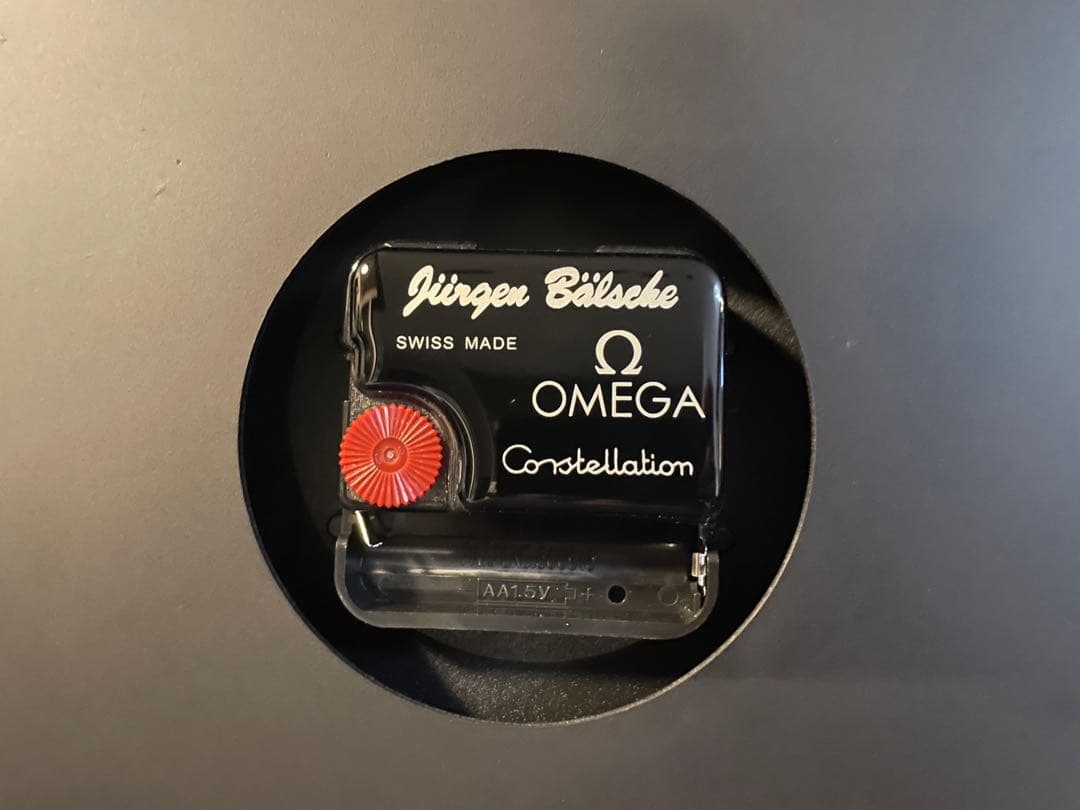 Jürgen Bälsche
SWISS MADE
Ω
OMEGA
Constellation
AA1.5V
+